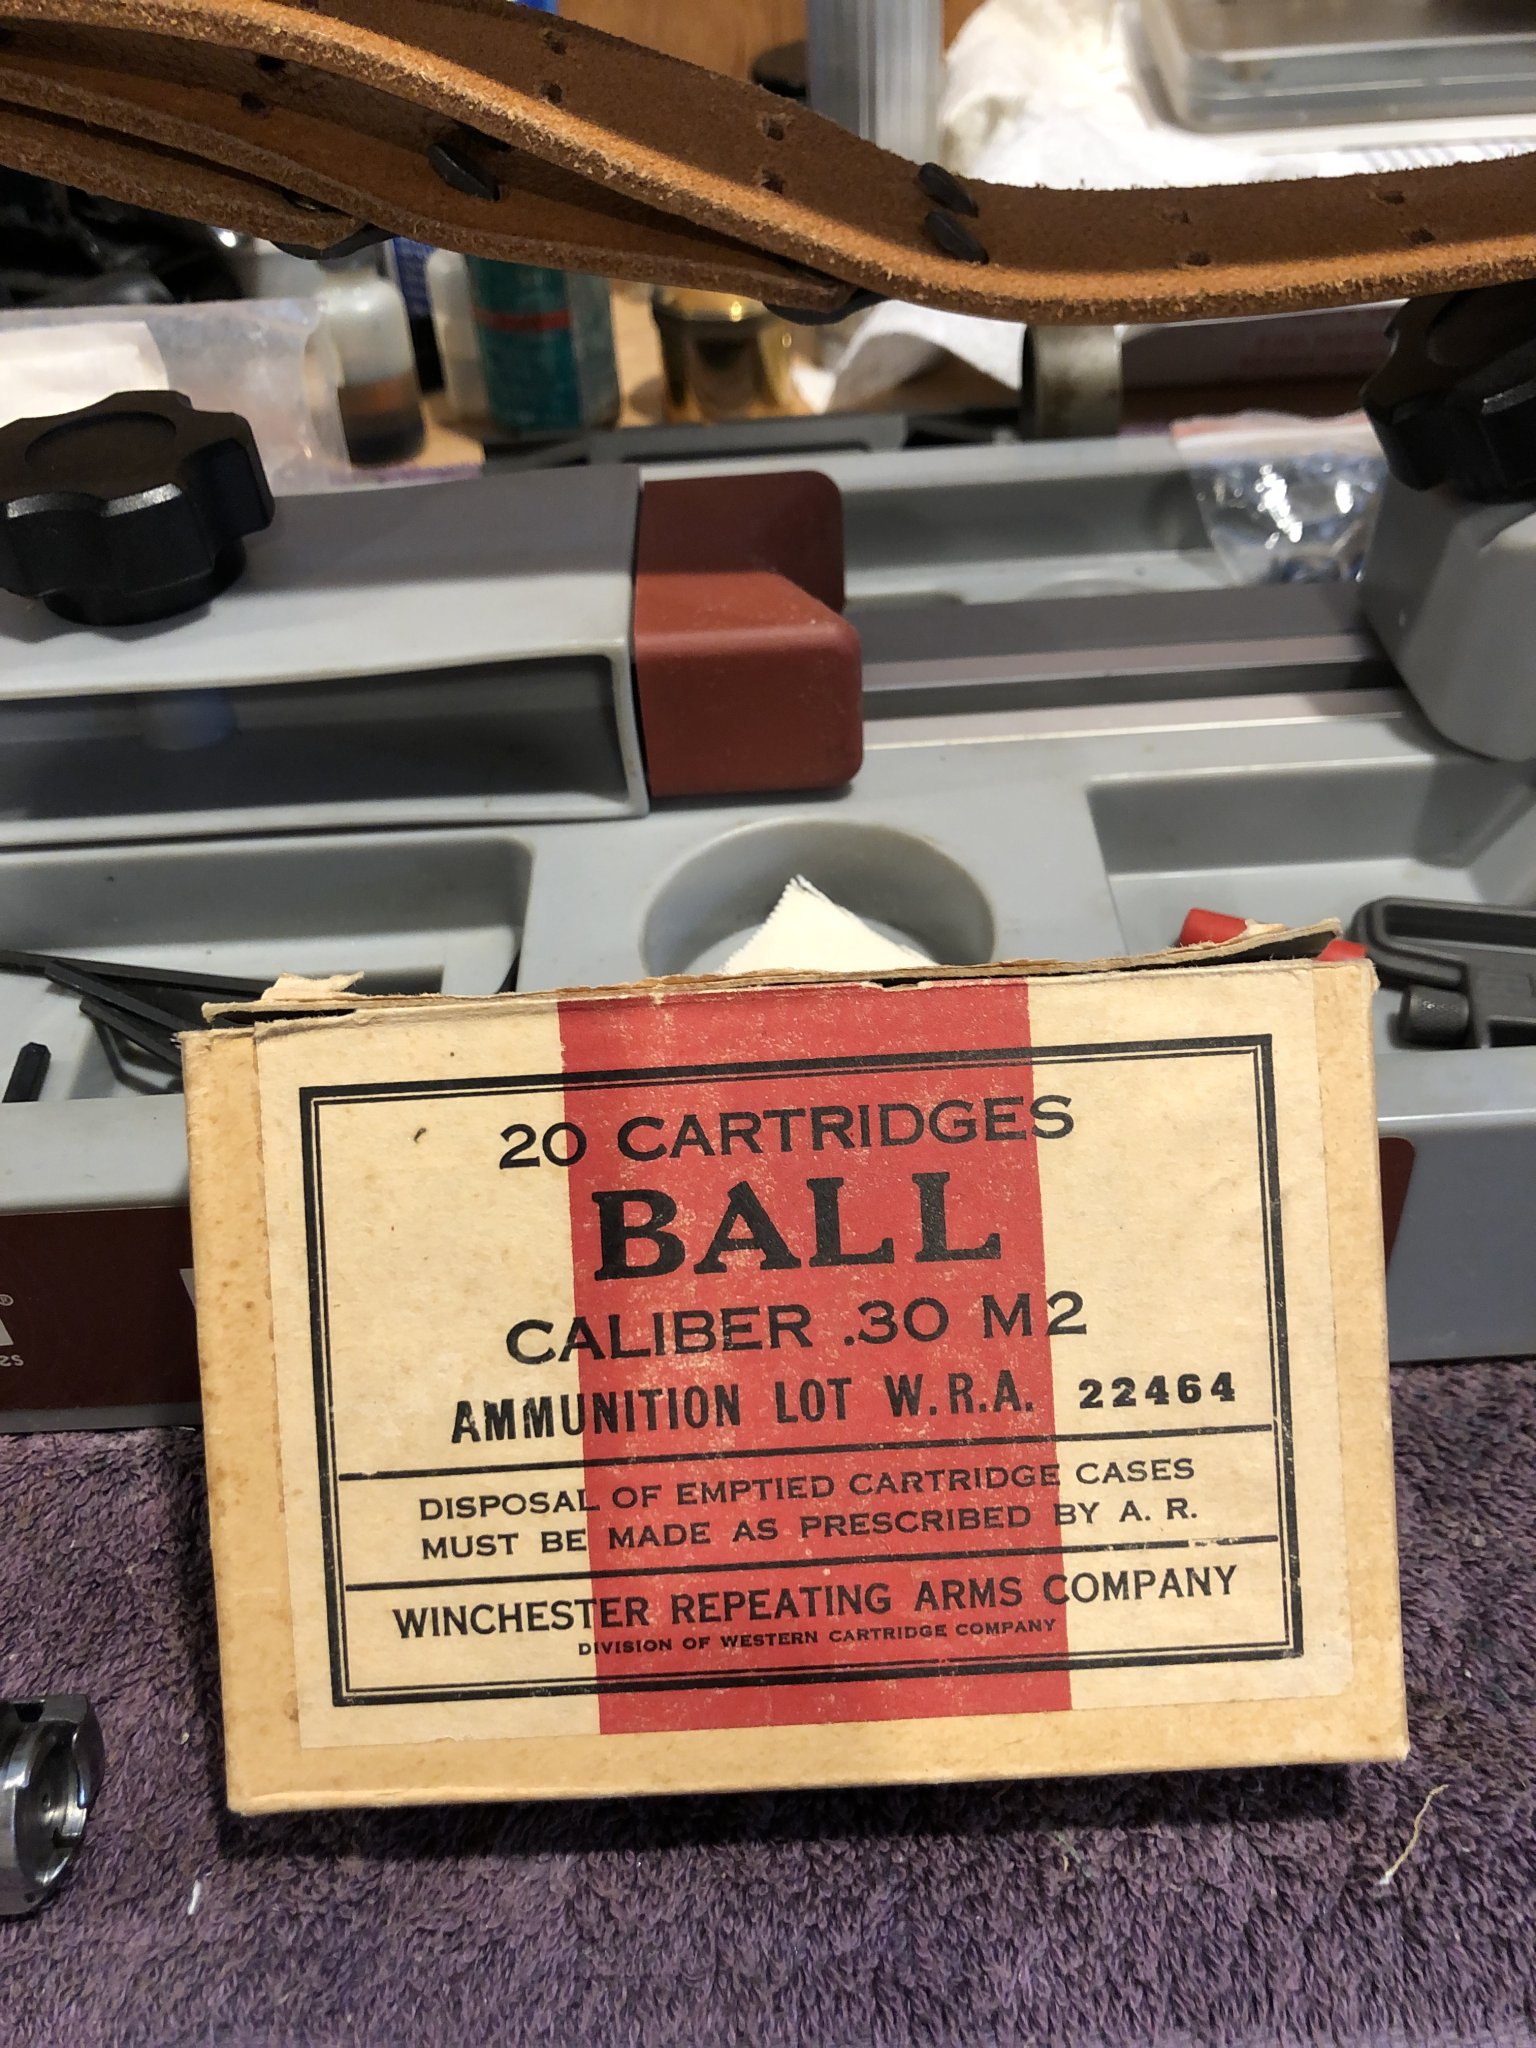 20 CARTRIDGES
BALL
CALIBER .30 M2
AMMUNITION LOT W.R.A. 22464
DISPOSAL OF EMPTIED CARTRIDGE CASES
MUST BE MADE AS PRESCRIBED BY A. R.
WINCHESTER REPEATING ARMS COMPANY
DIVISION OF WESTERN CARTRIDGE COMPANY